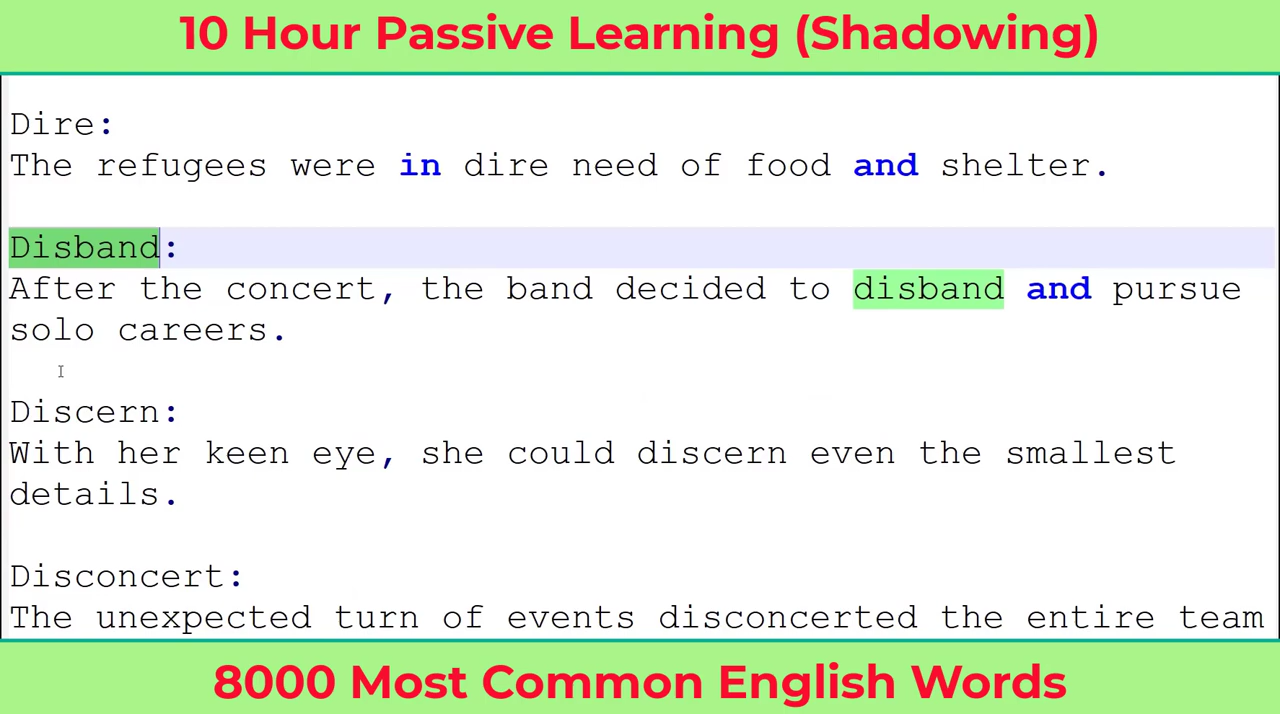 10 Hour Passive Learning (Shadowing)
Dire:
The refugees were in dire need of food and shelter.
Disband:
After the concert, the band decided to disband and pursue
solo careers.
Discern:
With her keen eye, she could discern even the smallest
details.
Disconcert:
The unexpected turn of events disconcerted the entire team
8000 Most Common English Words